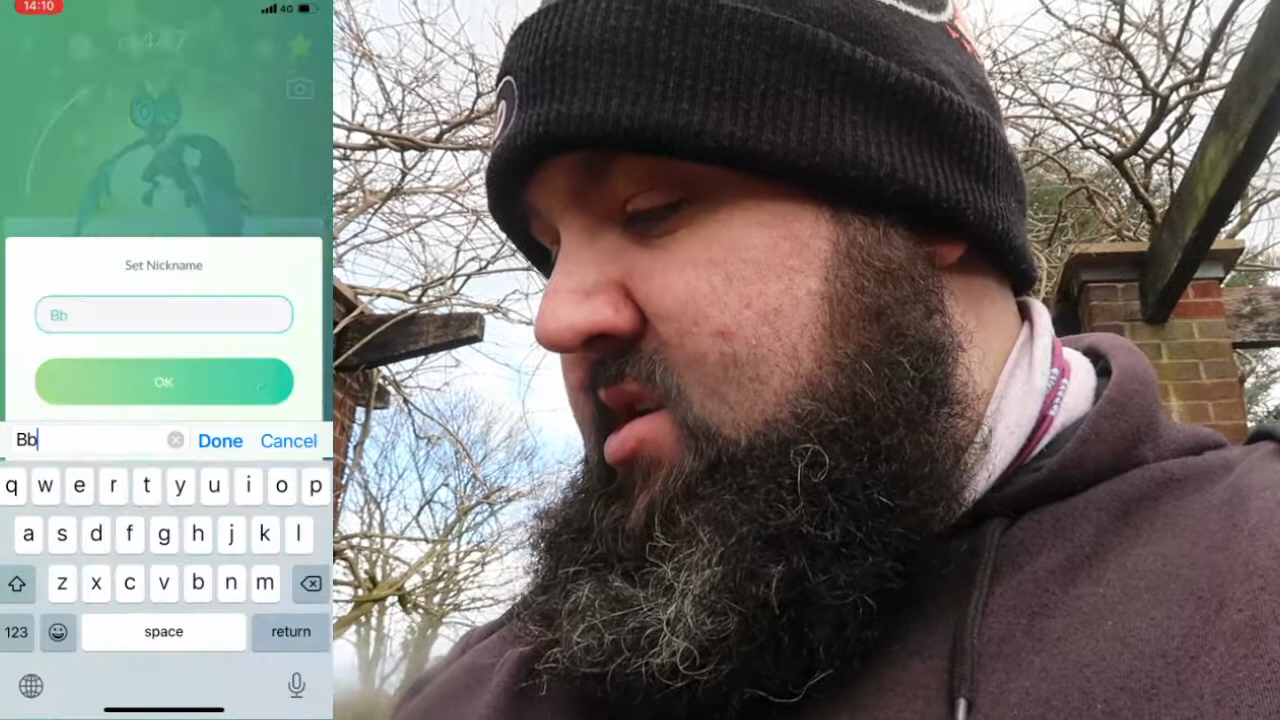 14:10
4G
Set Nickname
Bb
OK
Bb
Done
Cancel
q w e r t y u i o p
a s d f g h j k l
z x c v b n m
123
space
return